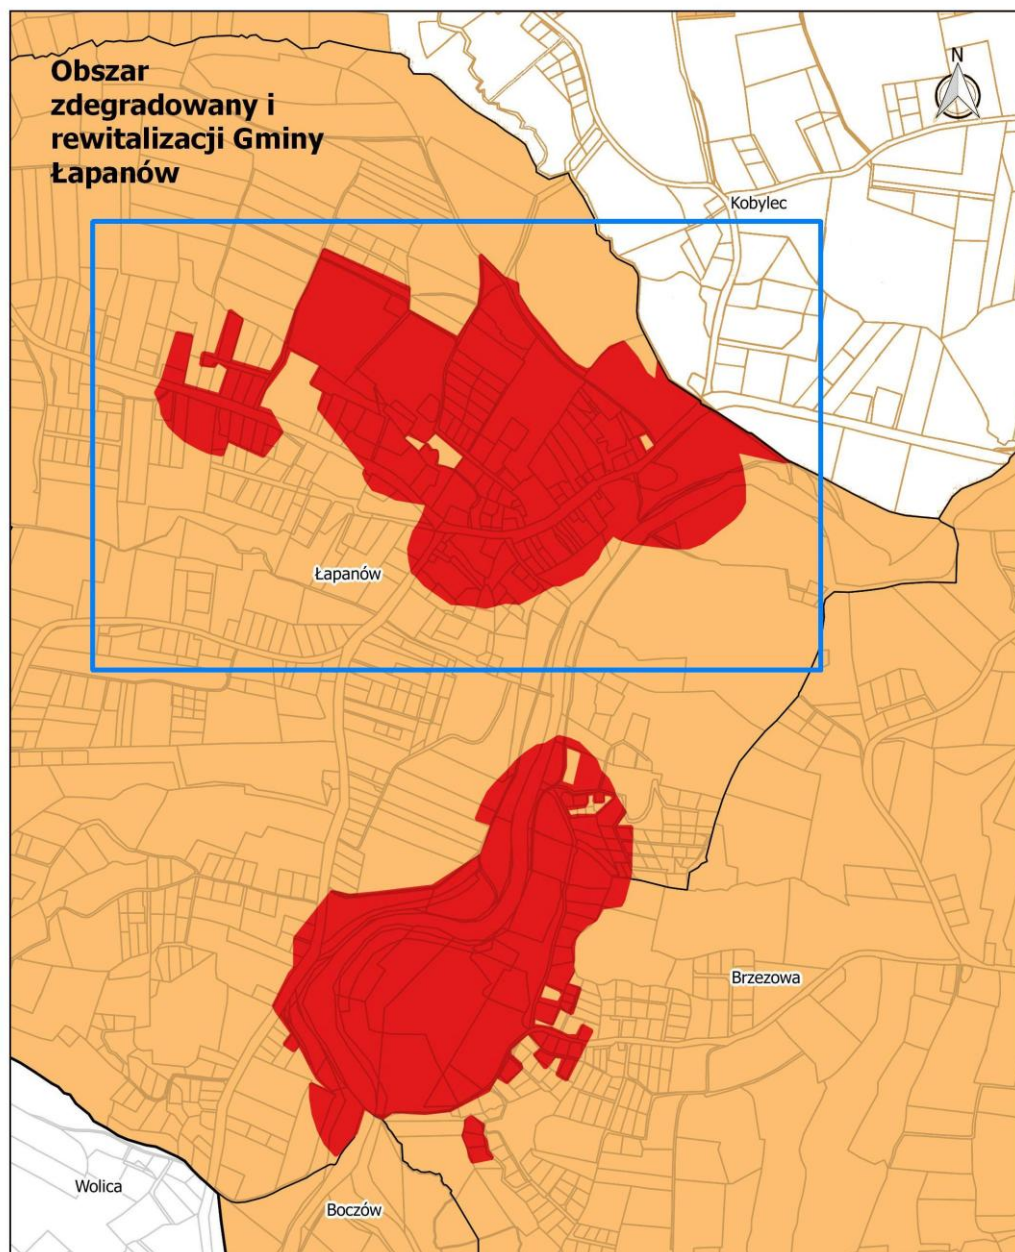 Obszar
zdegradowany i
rewitalizacji Gminy
Łapanów
N
Kobylec
Łapanów
Brzezowa
Wolica
Boczów